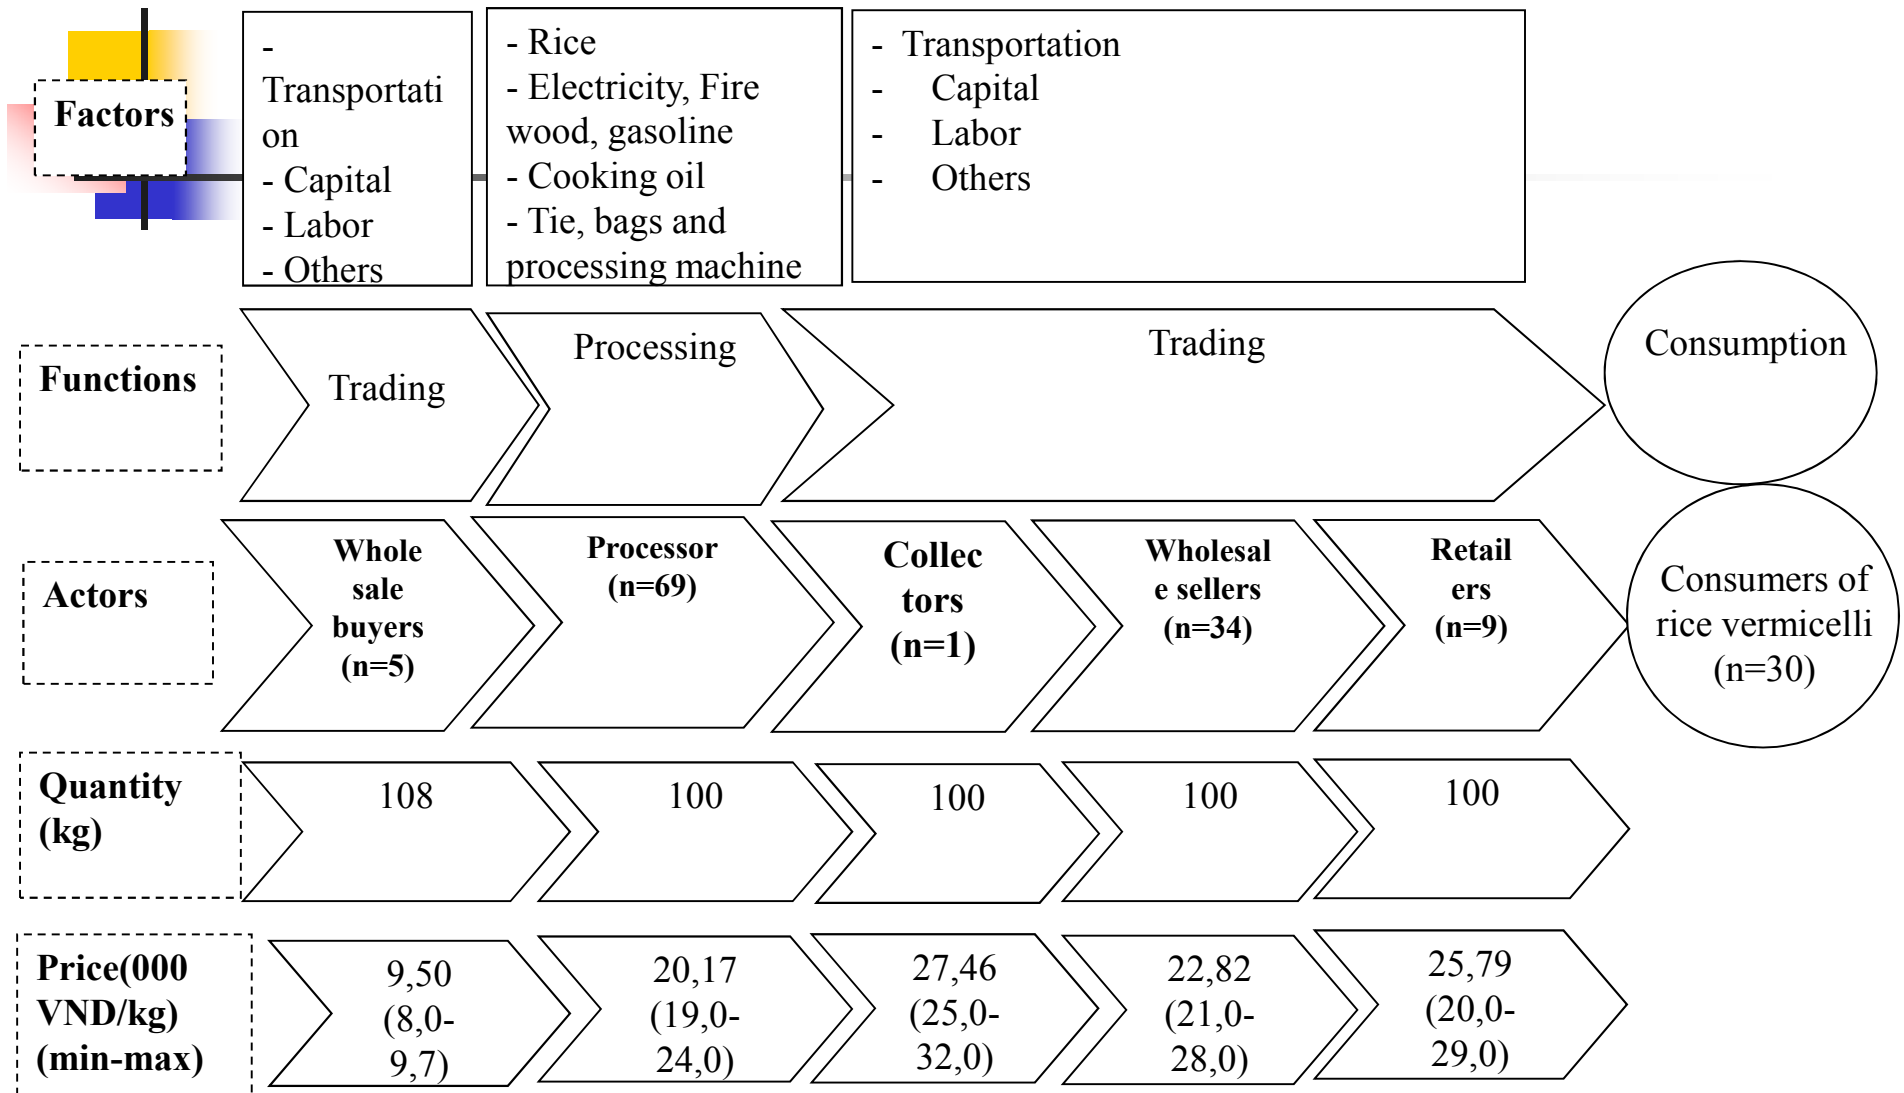 Factors
-
Transportati
on
- Capital
- Labor
- Others
- Rice
- Electricity, Fire
wood, gasoline
- Cooking oil
- Tie, bags and
processing machine
- Transportation
- Capital
- Labor
- Others
Functions
Trading
Processing
Trading
Consumption
Actors
Whole
sale
buyers
(n=5)
Processor
(n=69)
Collec
tors
(n=1)
Wholesal
e sellers
(n=34)
Retail
ers
(n=9)
Consumers of
rice vermicelli
(n=30)
Quantity
(kg)
108
100
100
100
100
Price(000
VND/kg)
(min-max)
9,50
(8,0-
9,7)
20,17
(19,0-
24,0)
27,46
(25,0-
32,0)
22,82
(21,0-
28,0)
25,79
(20,0-
29,0)